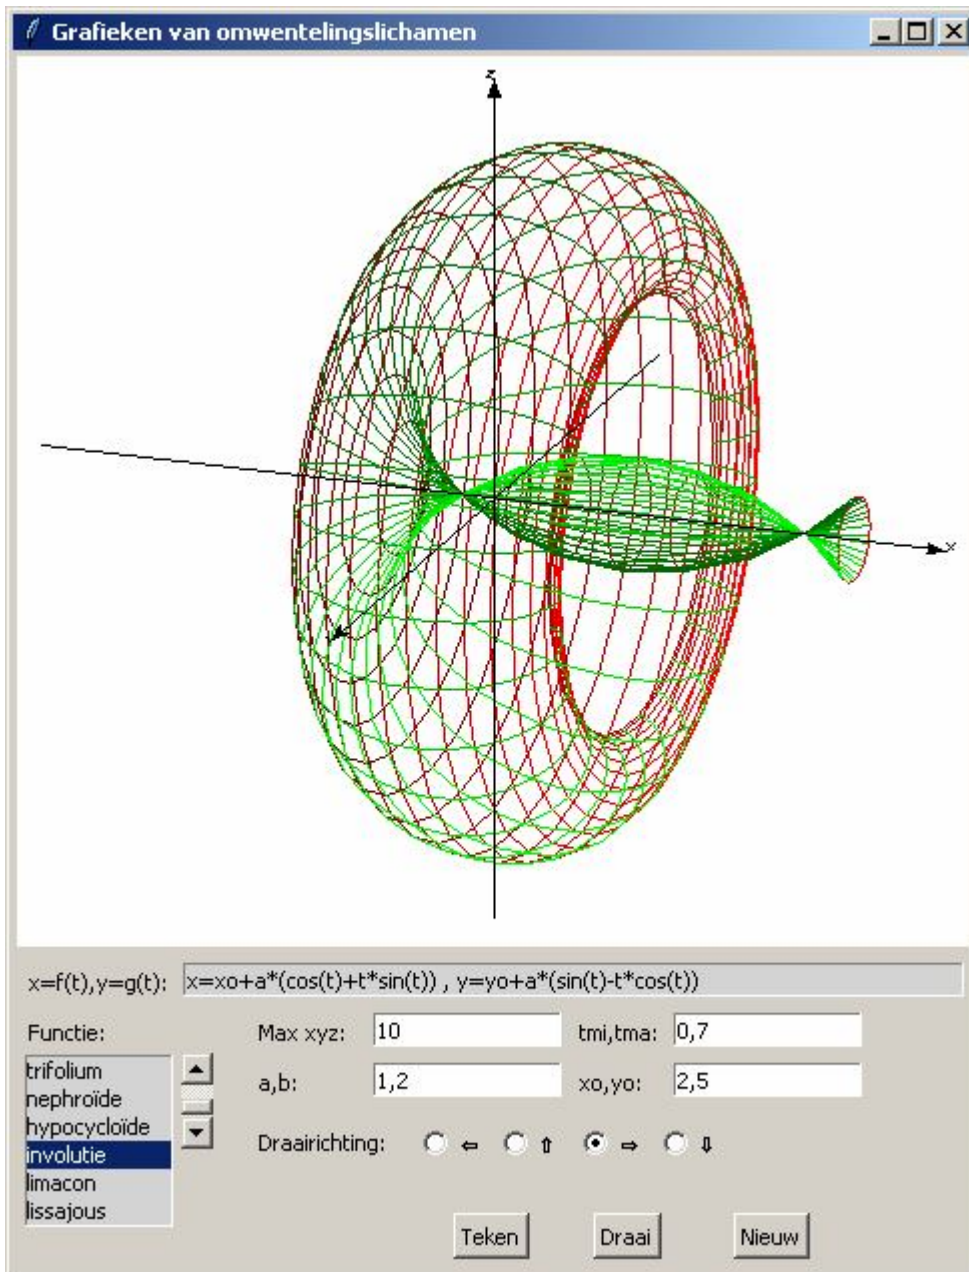 Grafieken van omwentelingslichamen
z
x
x=f(t),y=g(t): x=xo+a*(cos(t)+t*sin(t)) , y=yo+a*(sin(t)-t*cos(t))
Functie:
trifolium
nephroïde
hypocycloïde
involutie
limacon
lissajous
Max xyz: 10 tmi,tma: 0,7
a,b: 1,2 xo,yo: 2,5
Draairichting: ⇐ ⇑ ⇒ ⇓
Teken Draai Nieuw